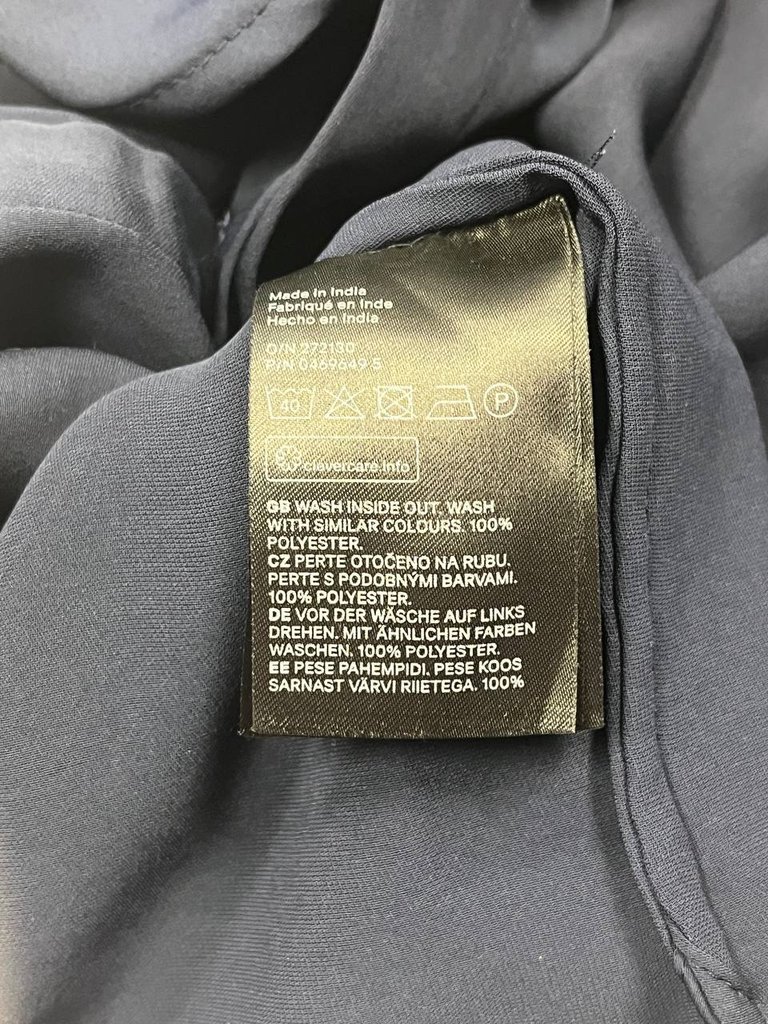 Made in India
Fabriqué en Inde
Hecho en India
O/N 272130
P/N 0469649 5
40
P
clevercare.info
GB WASH INSIDE OUT. WASH
WITH SIMILAR COLOURS. 100%
POLYESTER.
CZ PERTE OTOČENO NA RUBU.
PERTE S PODOBNÝMI BARVAMI.
100% POLYESTER.
DE VOR DER WÄSCHE AUF LINKS
DREHEN. MIT ÄHNLICHEN FARBEN
WASCHEN. 100% POLYESTER.
EE PESE PAHEMPIDI. PESE KOOS
SARNAST VÄRVI RIIETEGA. 100%